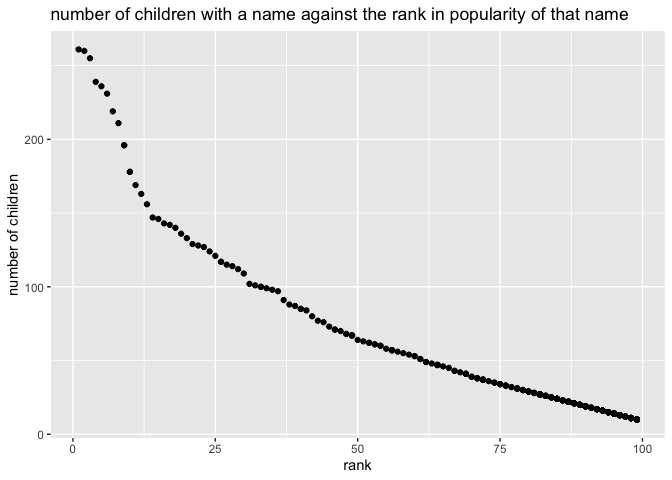 number of children with a name against the rank in popularity of that name
number of children
200
100
0
0 25 50 75 100
rank